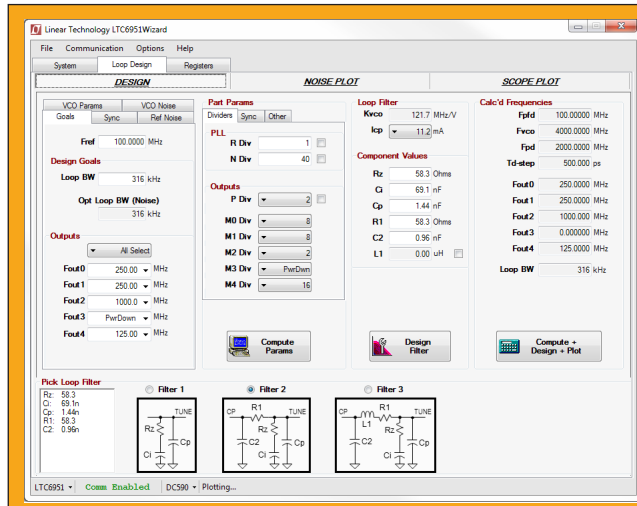 Linear Technology LTC6951Wizard
File Communication Options Help
System Loop Design Registers
DESIGN NOISE PLOT SCOPE PLOT
VCO Params VCO Noise
Goals Sync Ref Noise
Fref 100.0000 MHz
Design Goals
Loop BW 316 kHz
Opt Loop BW (Noise)
316 kHz
Outputs
All Select
Fout0 250.00 MHz
Fout1 250.00 MHz
Fout2 1000.0 MHz
Fout3 PwrDown MHz
Fout4 125.00 MHz
Part Params
Dividers Sync Other
PLL
R Div 1
N Div 40
Outputs
P Div 2
M0 Div 8
M1 Div 8
M2 Div 2
M3 Div PwrDwn
M4 Div 16
Compute
Params
Loop Filter
Kvco 121.7 MHz/V
Icp 11.2 mA
Component Values
Rz 58.3 Ohms
Ci 69.1 nF
Cp 1.44 nF
R1 58.3 Ohms
C2 0.96 nF
L1 0.00 uH
Design
Filter
Calc'd Frequencies
Fpfd 100.00000 MHz
Fvco 4000.0000 MHz
Fpd 2000.0000 MHz
Td-step 500.000 ps
Fout0 250.0000 MHz
Fout1 250.0000 MHz
Fout2 1000.000 MHz
Fout3 0.000000 MHz
Fout4 125.0000 MHz
Loop BW 316 kHz
Compute +
Design + Plot
Pick Loop Filter
Rz: 58.3
Ci: 69.1n
Cp: 1.44n
R1: 58.3
C2: 0.96n
Filter 1
TUNE
Rz
Cp
Ci
Filter 2
CP R1 TUNE
Rz
C2 Cp
Ci
Filter 3
CP R1 TUNE
L1 Rz
C2 Cp
Ci
LTC6951 Comm Enabled DC590 Plotting...